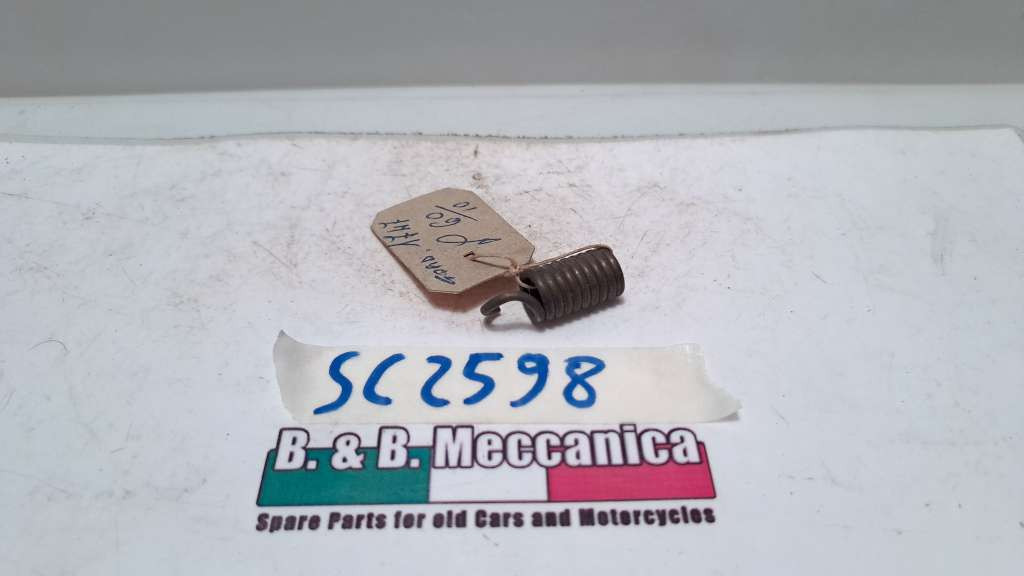 SC2598
B. & B. Meccanica
Spare Parts for old Cars and Motorcycles